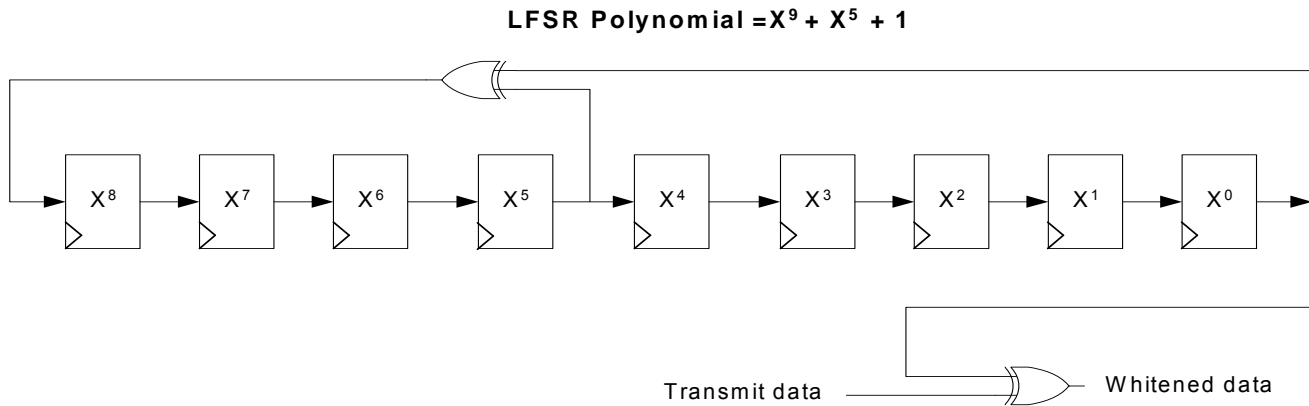 LFSR Polynomial =X⁹ + X⁵ + 1
X⁸ X⁷ X⁶ X⁵ X⁴ X³ X² X¹ X⁰
Transmit data Whitened data